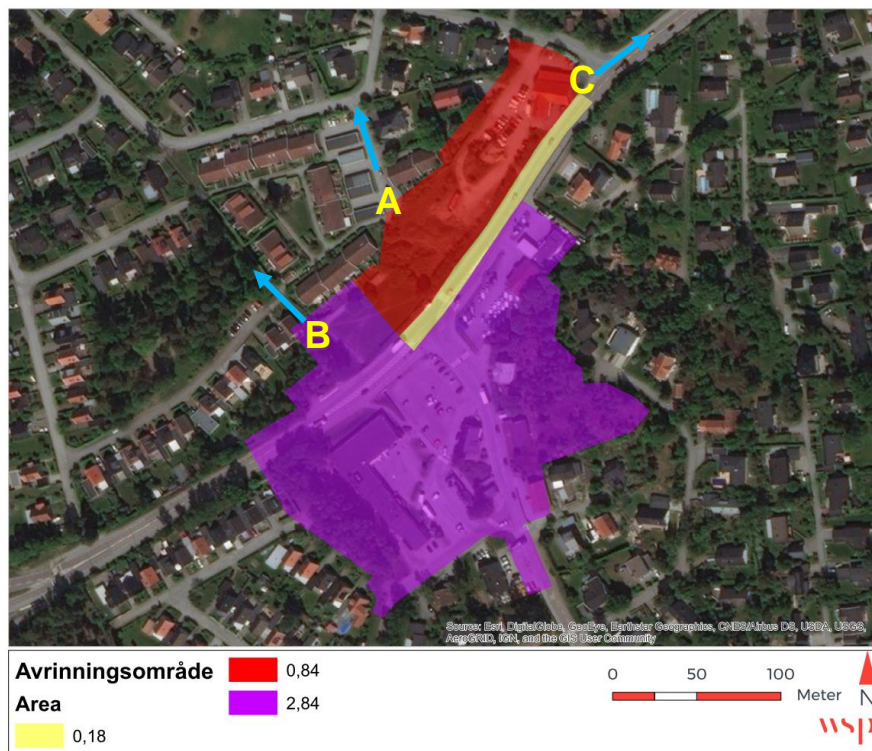 C
A
B
Source: Esri, DigitalGlobe, GeoEye, Earthstar Geographics, CNES/Airbus DS, USDA, USGS,
AeroGRID, IGN, and the GIS User Community
Avrinningsområde
Area
0,18
0,84
2,84
0 50 100
Meter
N
wsp